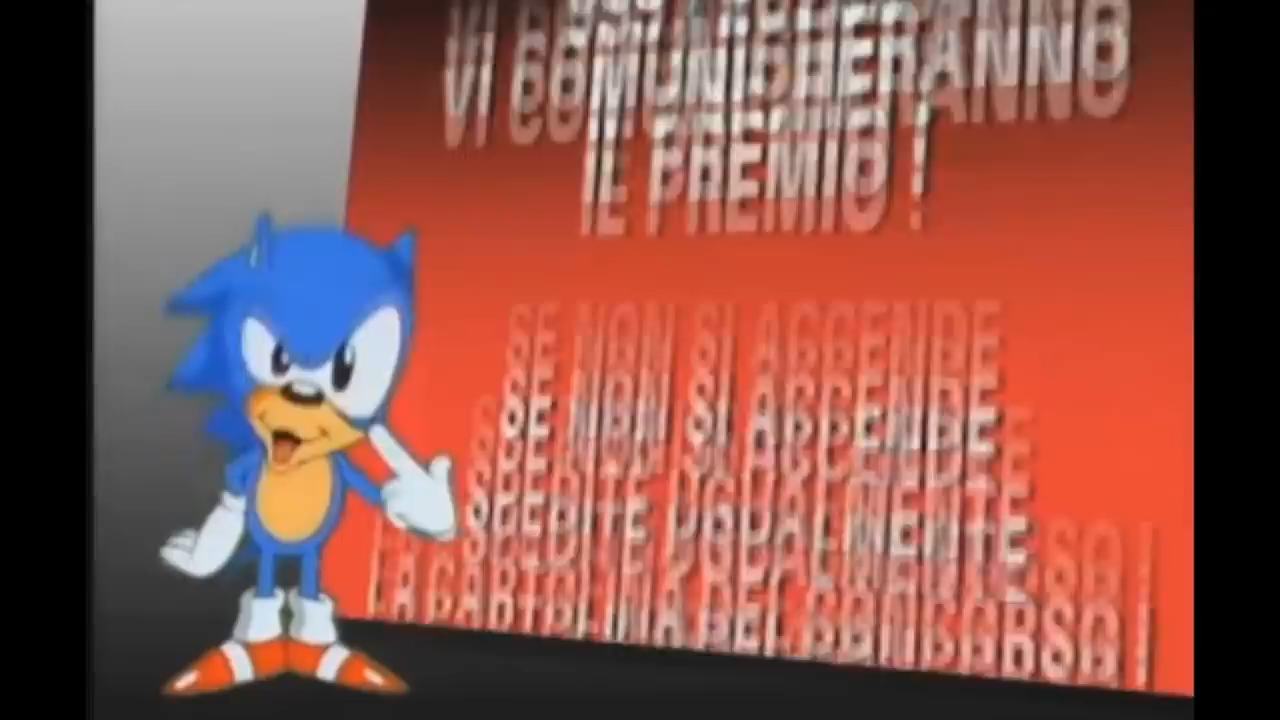 VI COMUNICHERANNO
IL PREMIO !
SE NON SI ACCENDE
SPEDITE UGUALMENTE
LA CARTOLINA DEL CONCORSO !